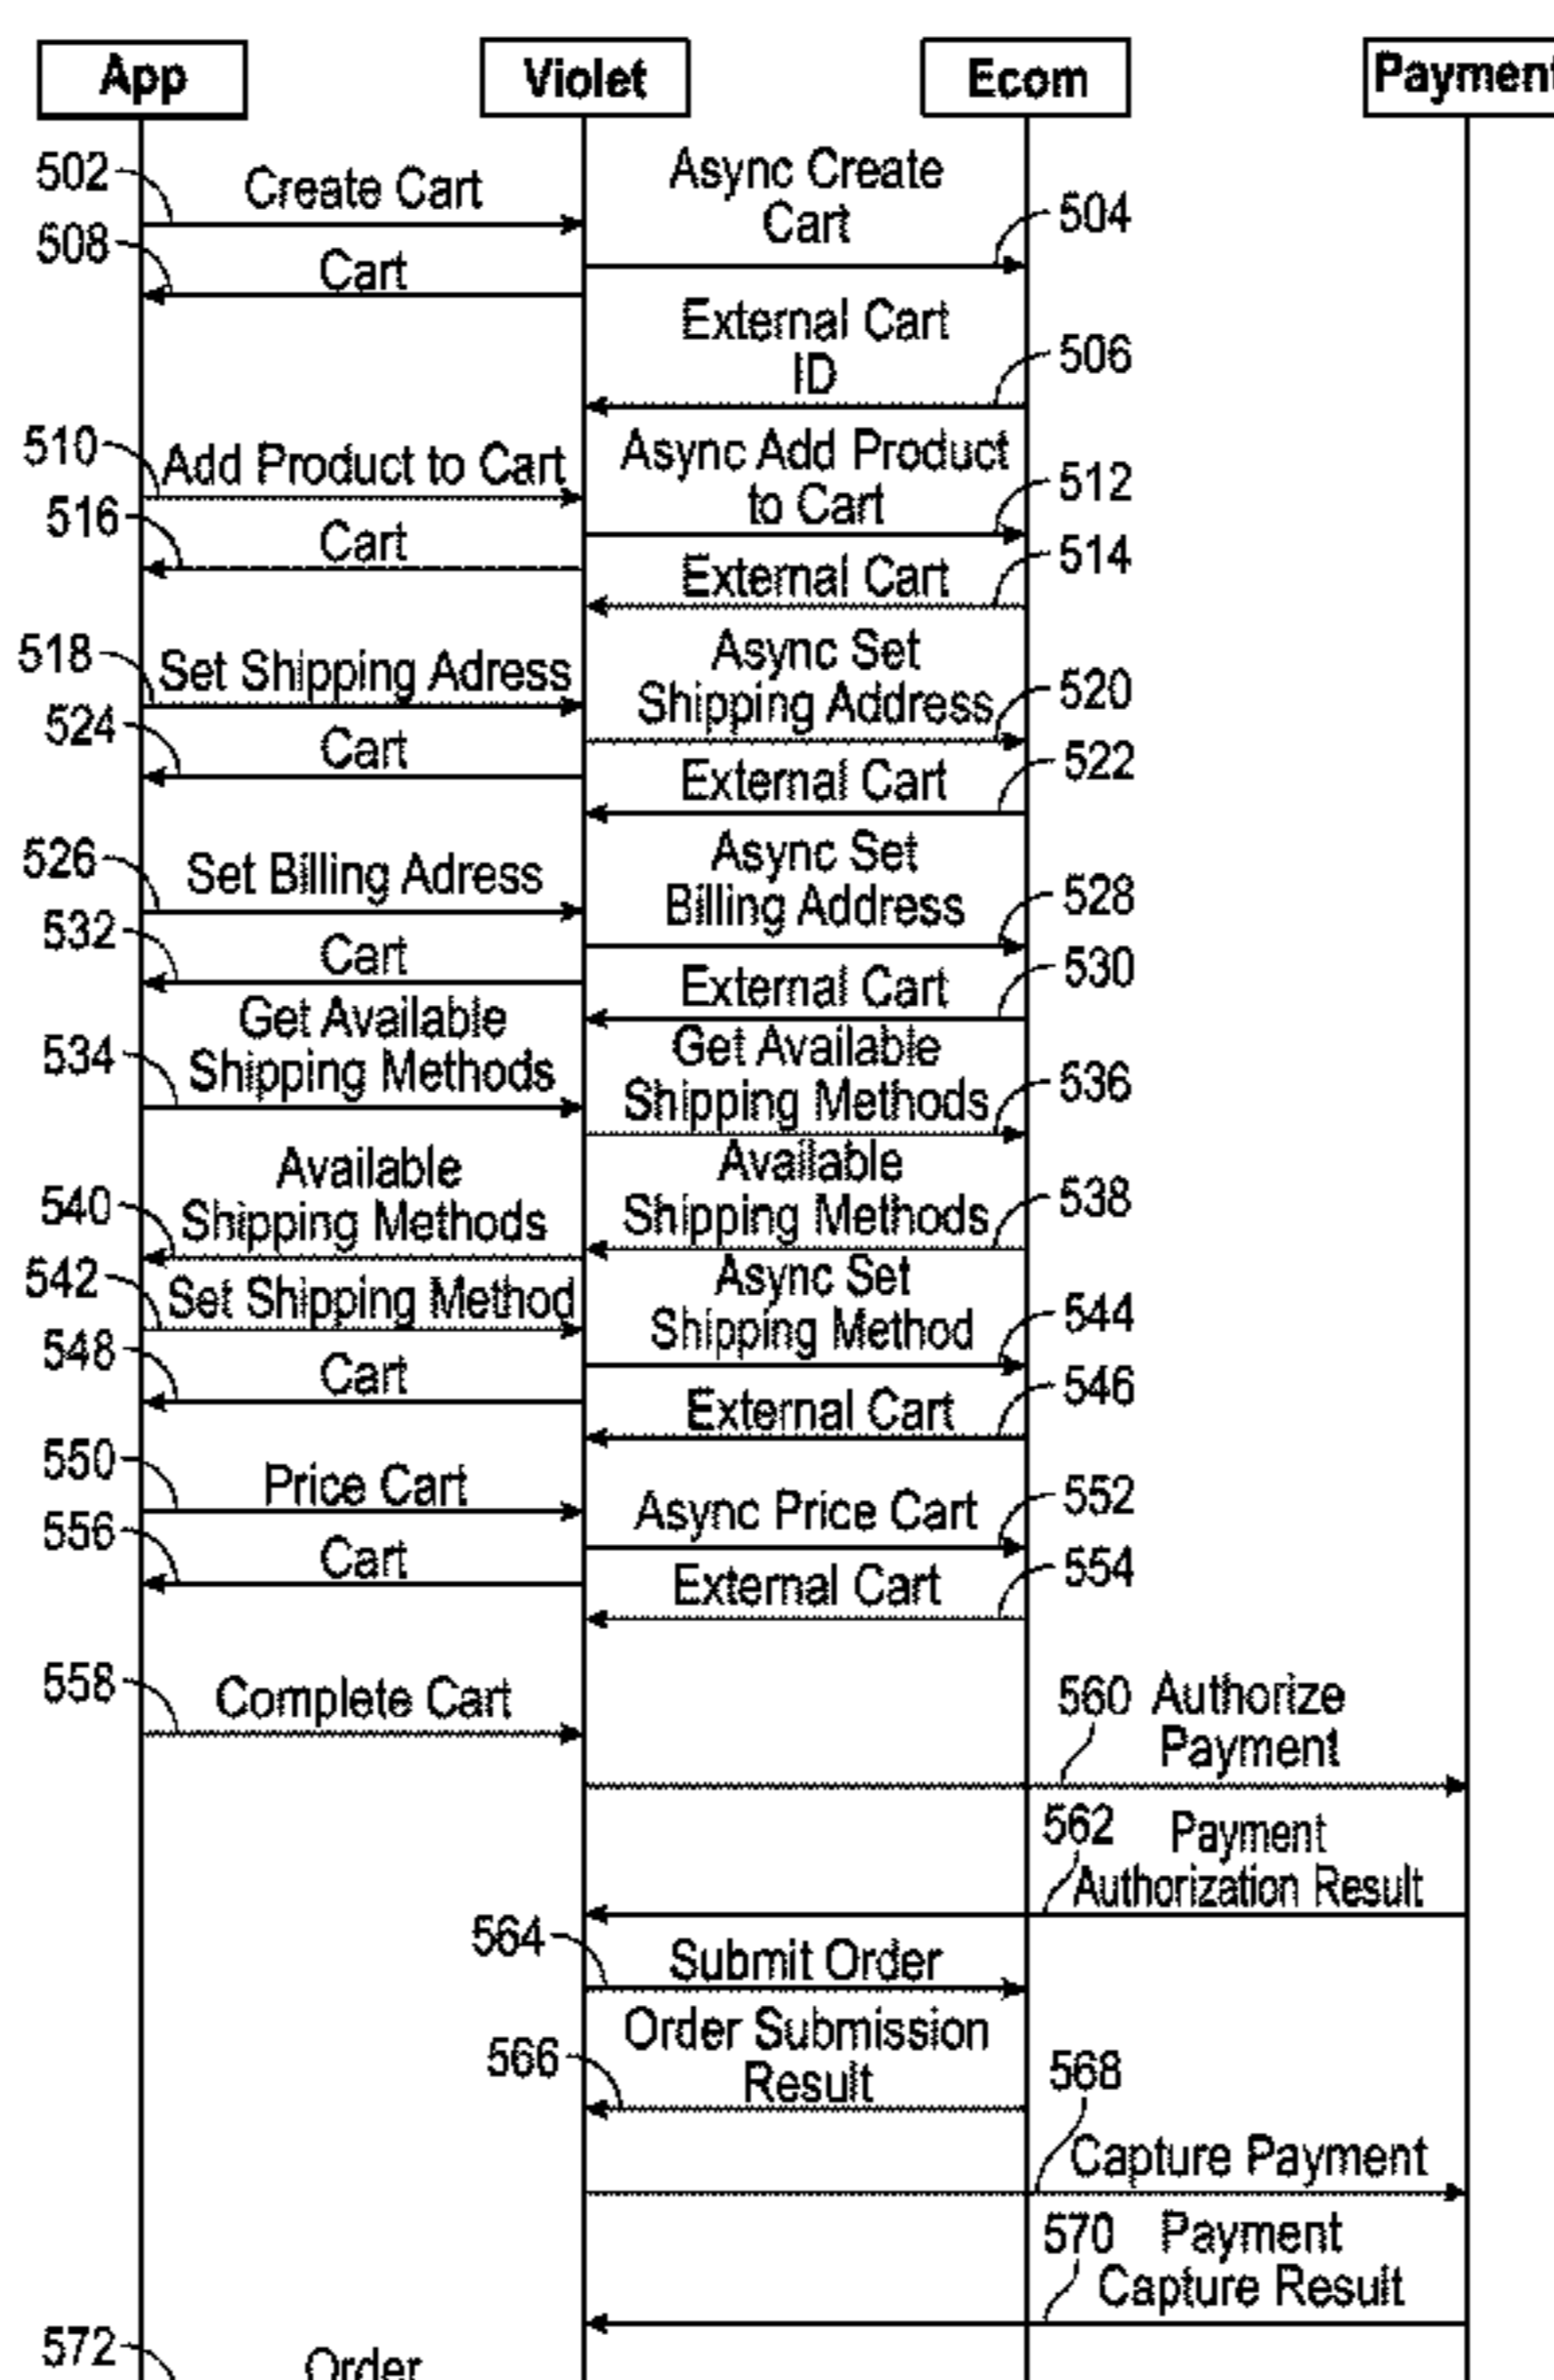 App
Violet
Ecom
Payment
502
Create Cart
Async Create
Cart
504
508
Cart
External Cart
ID
506
510
Add Product to Cart
Async Add Product
to Cart
512
516
Cart
External Cart
514
518
Set Shipping Adress
Async Set
Shipping Address
520
524
Cart
External Cart
522
526
Set Billing Adress
Async Set
Billing Address
528
532
Cart
External Cart
530
534
Get Available
Shipping Methods
Get Available
Shipping Methods
536
540
Available
Shipping Methods
Available
Shipping Methods
538
542
Set Shipping Method
Async Set
Shipping Method
544
548
Cart
External Cart
546
550
Price Cart
Async Price Cart
552
556
Cart
External Cart
554
558
Complete Cart
560
Authorize
Payment
562
Payment
Authorization Result
564
Submit Order
566
Order Submission
Result
568
Capture Payment
570
Payment
Capture Result
572
Order